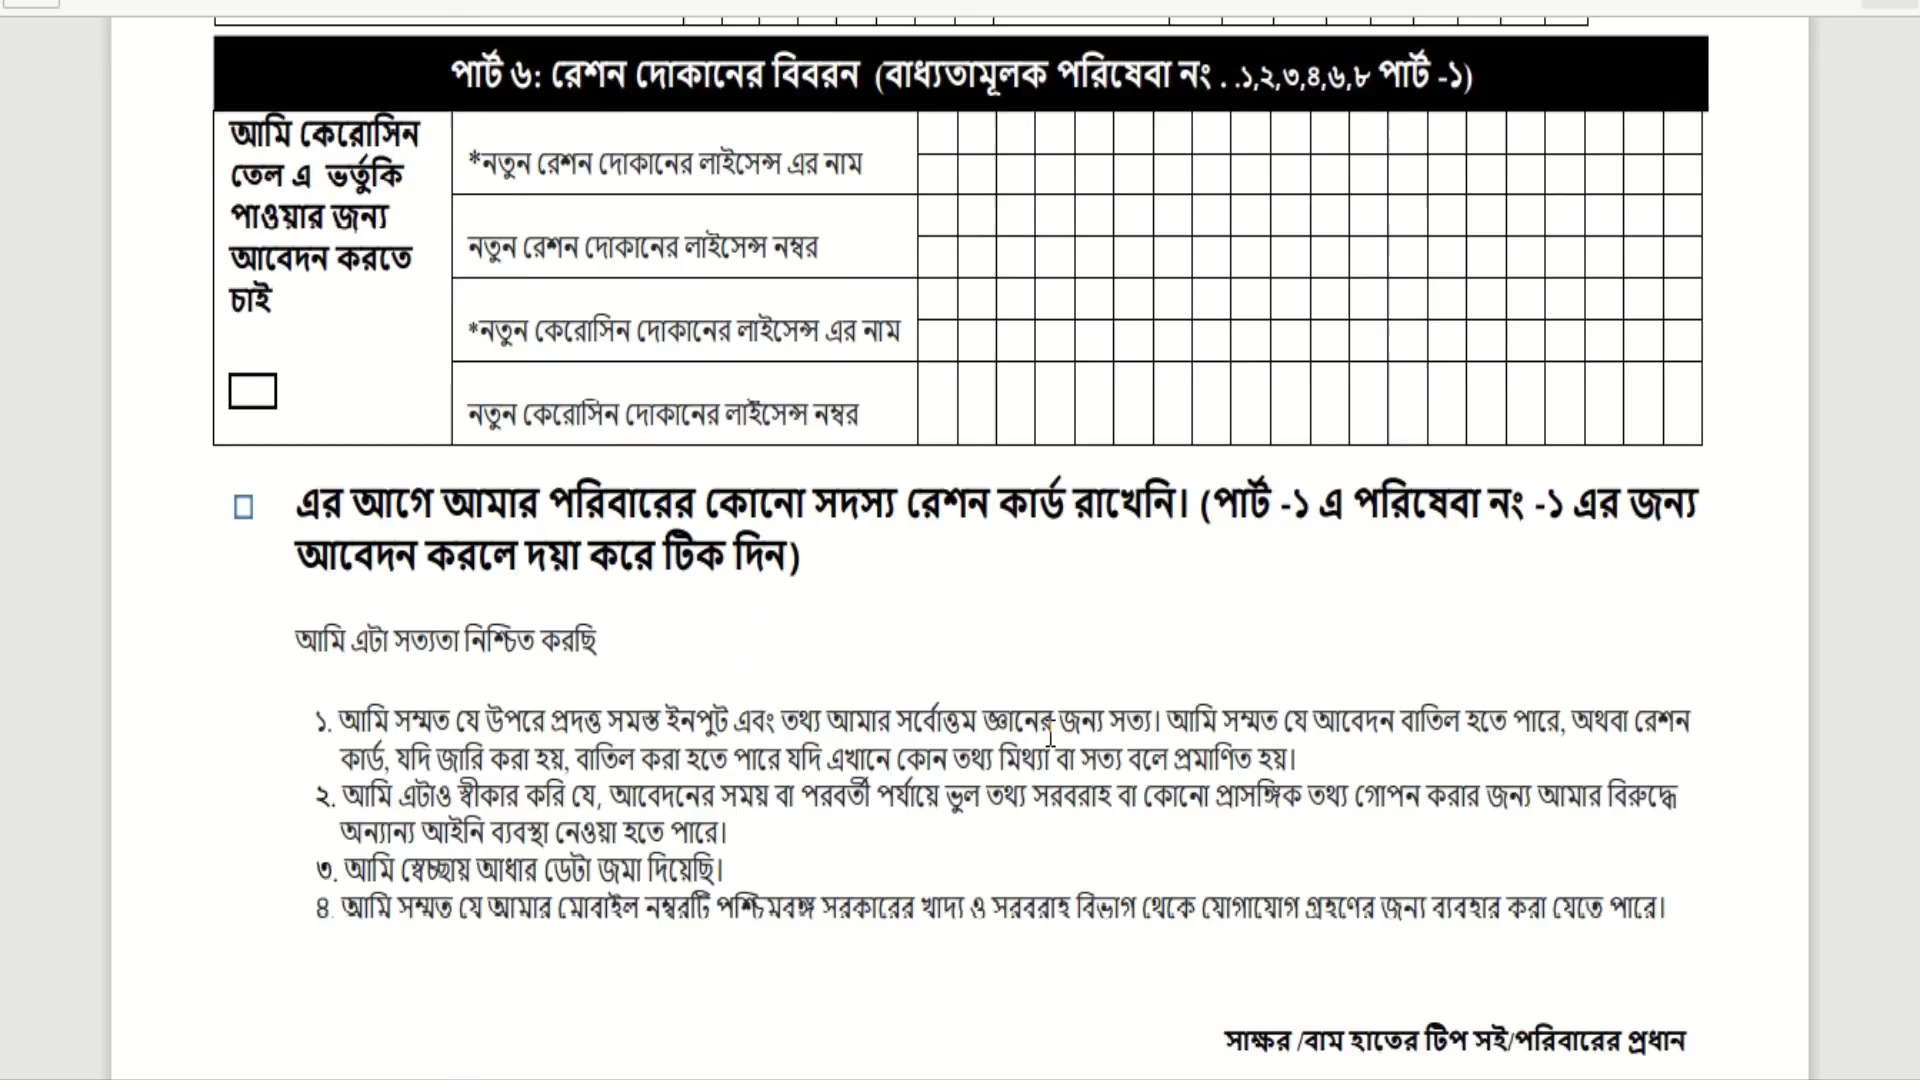 পার্ট ৬: রেশন দোকানের বিবরন (বাধ্যতামূলক পরিষেবা নং . .১,২,৩,৪,৬,৮ পার্ট -১)
আমি কেরোসিন
তেল এ ভর্তুকি
পাওয়ার জন্য
আবেদন করতে
চাই
*নতুন রেশন দোকানের লাইসেন্স এর নাম
নতুন রেশন দোকানের লাইসেন্স নম্বর
*নতুন কেরোসিন দোকানের লাইসেন্স এর নাম
নতুন কেরোসিন দোকানের লাইসেন্স নম্বর
এর আগে আমার পরিবারের কোনো সদস্য রেশন কার্ড রাখেনি। (পার্ট -১ এ পরিষেবা নং -১ এর জন্য
আবেদন করলে দয়া করে টিক দিন)
আমি এটা সত্যতা নিশ্চিত করছি
১. আমি সম্মত যে উপরে প্রদত্ত সমস্ত ইনপুট এবং তথ্য আমার সর্বোত্তম জ্ঞানের জন্য সত্য। আমি সম্মত যে আবেদন বাতিল হতে পারে, অথবা রেশন
কার্ড, যদি জারি করা হয়, বাতিল করা হতে পারে যদি এখানে কোন তথ্য মিথ্যা বা সত্য বলে প্রমাণিত হয়।
২. আমি এটাও স্বীকার করি যে, আবেদনের সময় বা পরবর্তী পর্যায়ে ভুল তথ্য সরবরাহ বা কোনো প্রাসঙ্গিক তথ্য গোপন করার জন্য আমার বিরুদ্ধে
অন্যান্য আইনি ব্যবস্থা নেওয়া হতে পারে।
৩. আমি স্বেচ্ছায় আধার ডেটা জমা দিয়েছি।
৪. আমি সম্মত যে আমার মোবাইল নম্বরটি পশ্চিমবঙ্গ সরকারের খাদ্য ও সরবরাহ বিভাগ থেকে যোগাযোগ গ্রহণের জন্য ব্যবহার করা যেতে পারে।
সাক্ষর /বাম হাতের টিপ সই/পরিবারের প্রধান